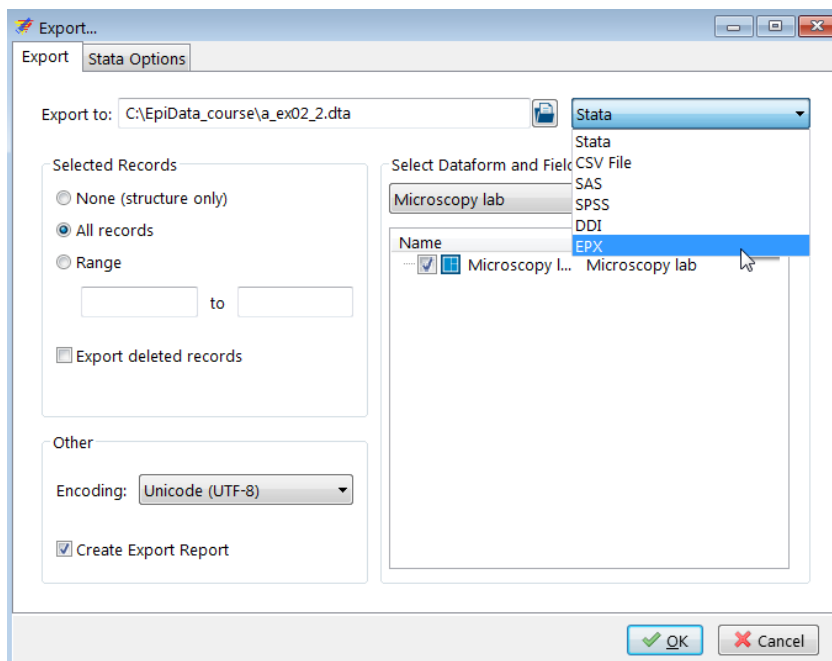 Export...
Export
Stata Options
Export to:
C:\EpiData_course\a_ex02_2.dta
Stata
Stata
CSV File
SAS
SPSS
DDI
EPX
Selected Records
None (structure only)
All records
Range
to
Export deleted records
Select Dataform and Field
Microscopy lab
Name
Microscopy l... Microscopy lab
Other
Encoding:
Unicode (UTF-8)
Create Export Report
OK
Cancel